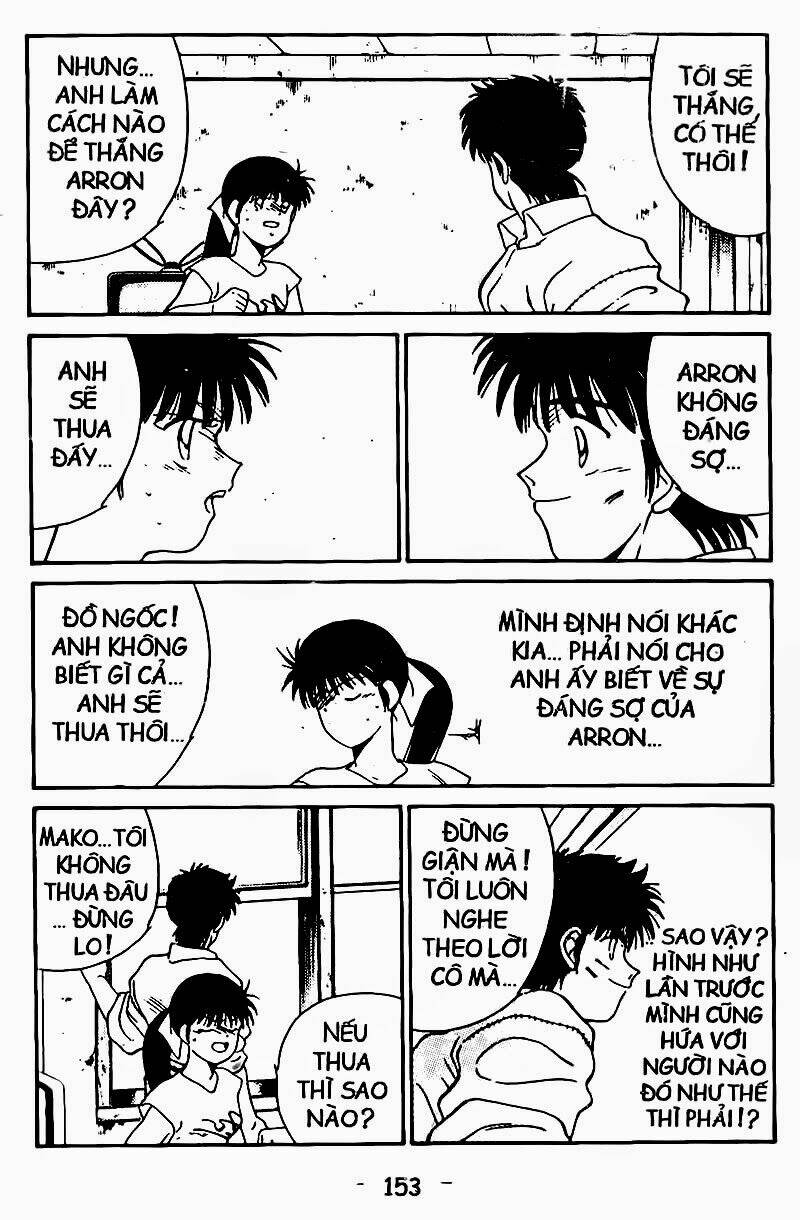 NHƯNG...
ANH LÀM
CÁCH NÀO
ĐỂ THẮNG
ARRON
ĐÂY?
TÔI SẼ
THẮNG,
CÓ THẾ
THÔI!
ANH
SẼ
THUA
ĐẤY...
ARRON
KHÔNG
ĐÁNG
SỢ...
ĐỒ NGỐC!
ANH KHÔNG
BIẾT GÌ CẢ...
ANH SẼ
THUA THÔI...
MÌNH ĐỊNH NÓI KHÁC
KIA... PHẢI NÓI CHO
ANH ẤY BIẾT VỀ SỰ
ĐÁNG SỢ CỦA
ARRON...
MAKO...TÔI
KHÔNG
THUA ĐÂU
... ĐỪNG
LO!
NẾU
THUA
THÌ SAO
NÀO?
ĐỪNG
GIẬN MÀ!
TÔI LUÔN
NGHE
THEO LỜI
CÔ MÀ...
... SAO VẬY?
HÌNH NHƯ
LẦN TRƯỚC
MÌNH CŨNG
HỨA VỚI
NGƯỜI NÀO
ĐÓ NHƯ THẾ
THÌ PHẢI!?
- 153 -